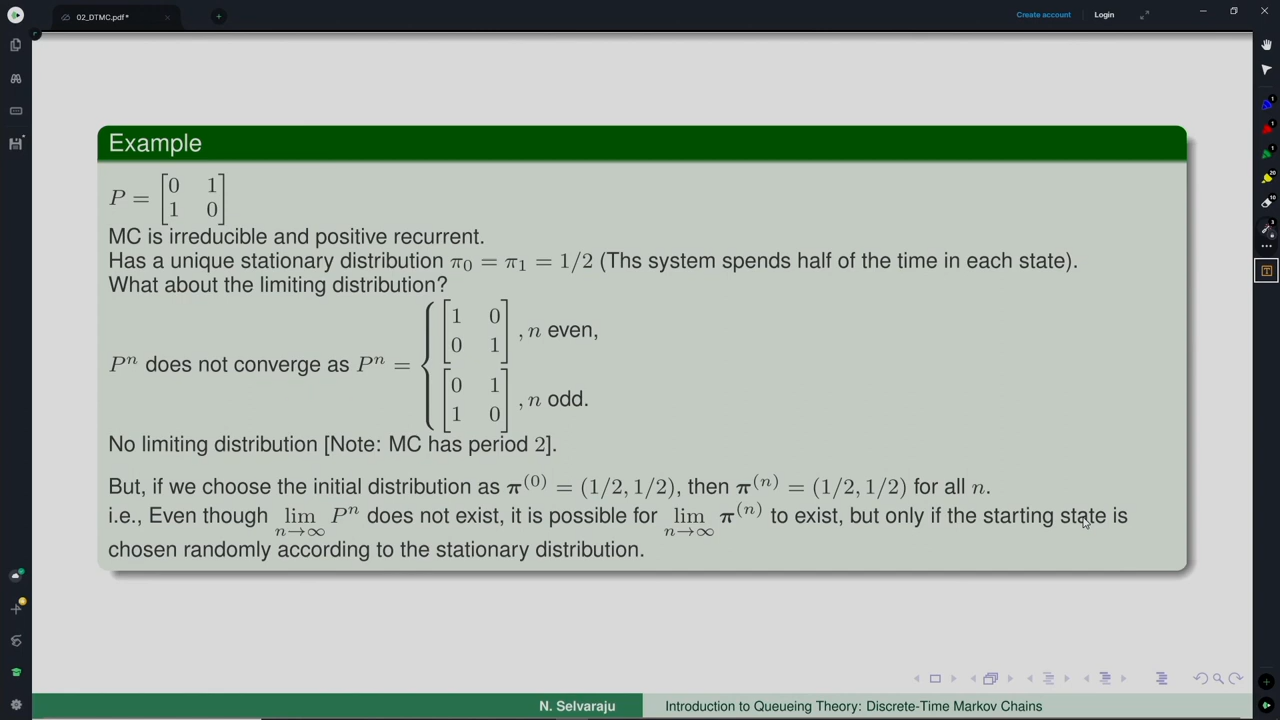 02_DTMC.pdf*
Create account
Login
Example
P = [0 1
1 0]
MC is irreducible and positive recurrent.
Has a unique stationary distribution π₀ = π₁ = 1/2 (Ths system spends half of the time in each state).
What about the limiting distribution?
Pⁿ does not converge as Pⁿ = { [1 0
0 1] , n even,
[0 1
1 0] , n odd.
No limiting distribution [Note: MC has period 2].
But, if we choose the initial distribution as π⁽⁰⁾ = (1/2, 1/2), then π⁽ⁿ⁾ = (1/2, 1/2) for all n.
i.e., Even though lim n→∞ Pⁿ does not exist, it is possible for lim n→∞ π⁽ⁿ⁾ to exist, but only if the starting state is
chosen randomly according to the stationary distribution.
N. Selvaraju
Introduction to Queueing Theory: Discrete-Time Markov Chains